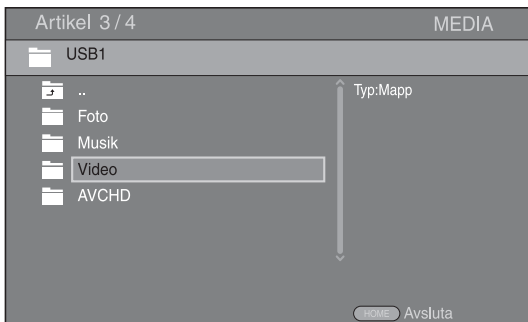 Artikel 3 / 4 MEDIA
USB1
..
Typ:Mapp
Foto
Musik
Video
AVCHD
HOME Avsluta